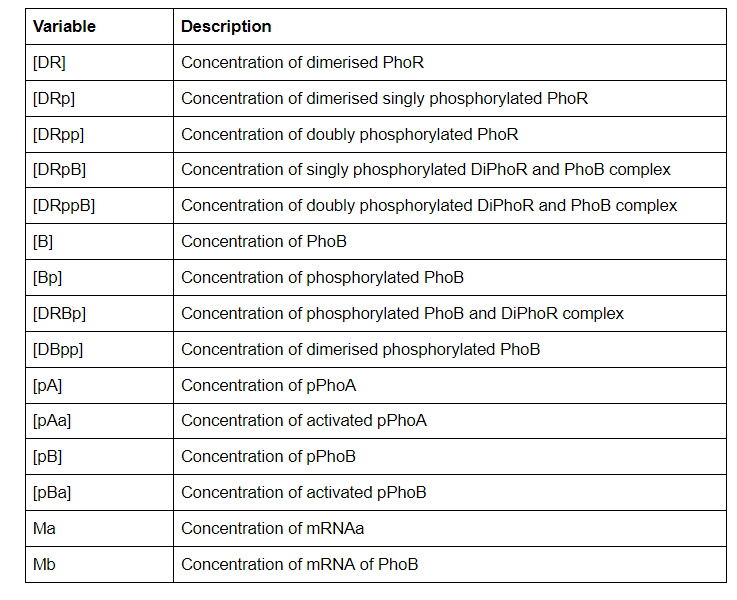 Variable Description
[DR] Concentration of dimerised PhoR
[DRp] Concentration of dimerised singly phosphorylated PhoR
[DRpp] Concentration of doubly phosphorylated PhoR
[DRpB] Concentration of singly phosphorylated DiPhoR and PhoB complex
[DRppB] Concentration of doubly phosphorylated DiPhoR and PhoB complex
[B] Concentration of PhoB
[Bp] Concentration of phosphorylated PhoB
[DRBp] Concentration of phosphorylated PhoB and DiPhoR complex
[DBpp] Concentration of dimerised phosphorylated PhoB
[pA] Concentration of pPhoA
[pAa] Concentration of activated pPhoA
[pB] Concentration of pPhoB
[pBa] Concentration of activated pPhoB
Ma Concentration of mRNAa
Mb Concentration of mRNA of PhoB